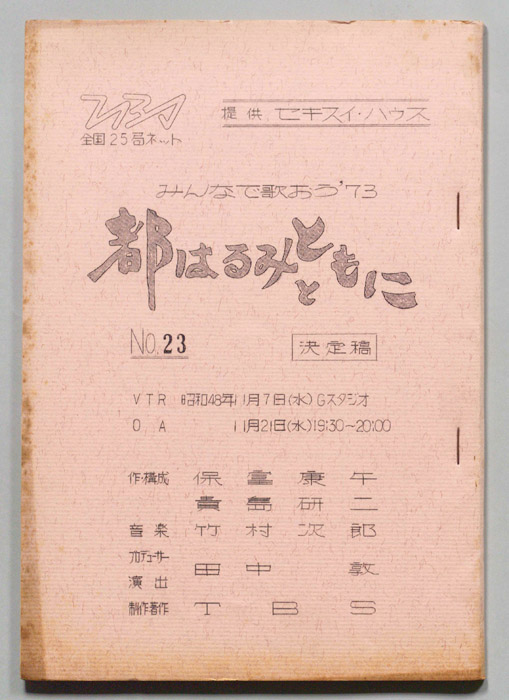 カラー
全国25局ネット
提供 セキスイ・ハウス
みんなで歌おう'73
都はるみとともに
No.23
決定稿
VTR 昭和48年11月7日(水)Gスタジオ
OA 11月21日(水)19:30~20:00
作・構成 保富康午
貴島研二
音楽 竹村次郎
プロデューサー
演出 田中敦
制作著作 TBS